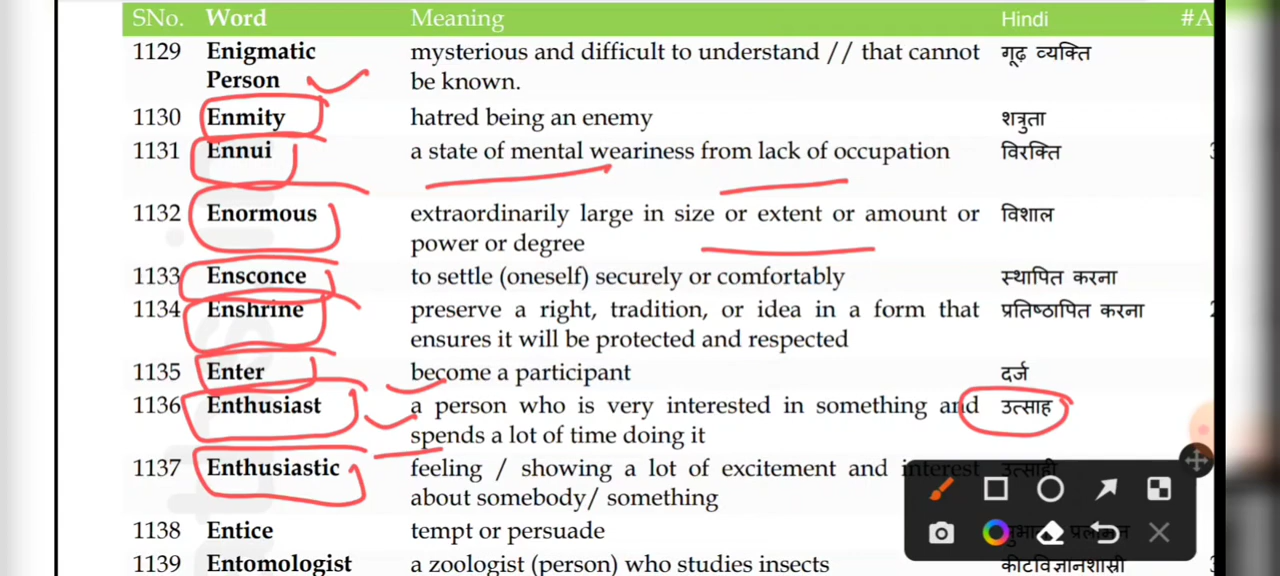 SNo. Word Meaning Hindi #A
1129 Enigmatic mysterious and difficult to understand // that cannot गूढ़ व्यक्ति
Person be known.
1130 Enmity hatred being an enemy शत्रुता
1131 Ennui a state of mental weariness from lack of occupation विरक्ति
1132 Enormous extraordinarily large in size or extent or amount or विशाल
power or degree
1133 Ensconce to settle (oneself) securely or comfortably स्थापित करना
1134 Enshrine preserve a right, tradition, or idea in a form that प्रतिष्ठापित करना
ensures it will be protected and respected
1135 Enter become a participant दर्ज
1136 Enthusiast a person who is very interested in something and उत्साह
spends a lot of time doing it
1137 Enthusiastic feeling / showing a lot of excitement and interest उत्साही
about somebody/ something
1138 Entice tempt or persuade
1139 Entomologist a zoologist (person) who studies insects कीटविज्ञानशास्त्री